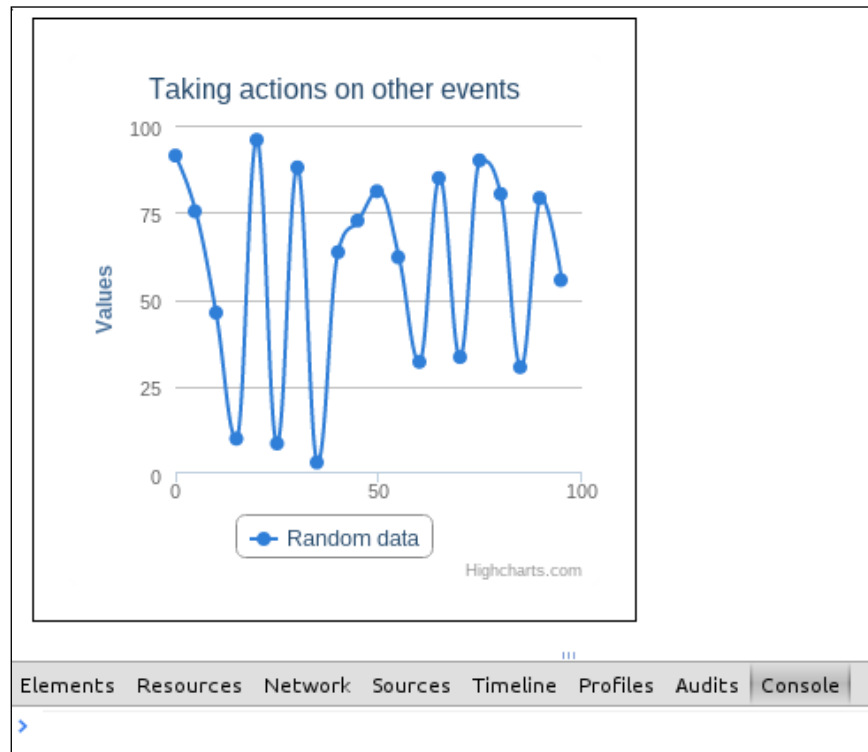 Taking actions on other events
100
75
50
25
0
Values
0 50 100
Random data
Highcharts.com
Elements Resources Network Sources Timeline Profiles Audits Console
>